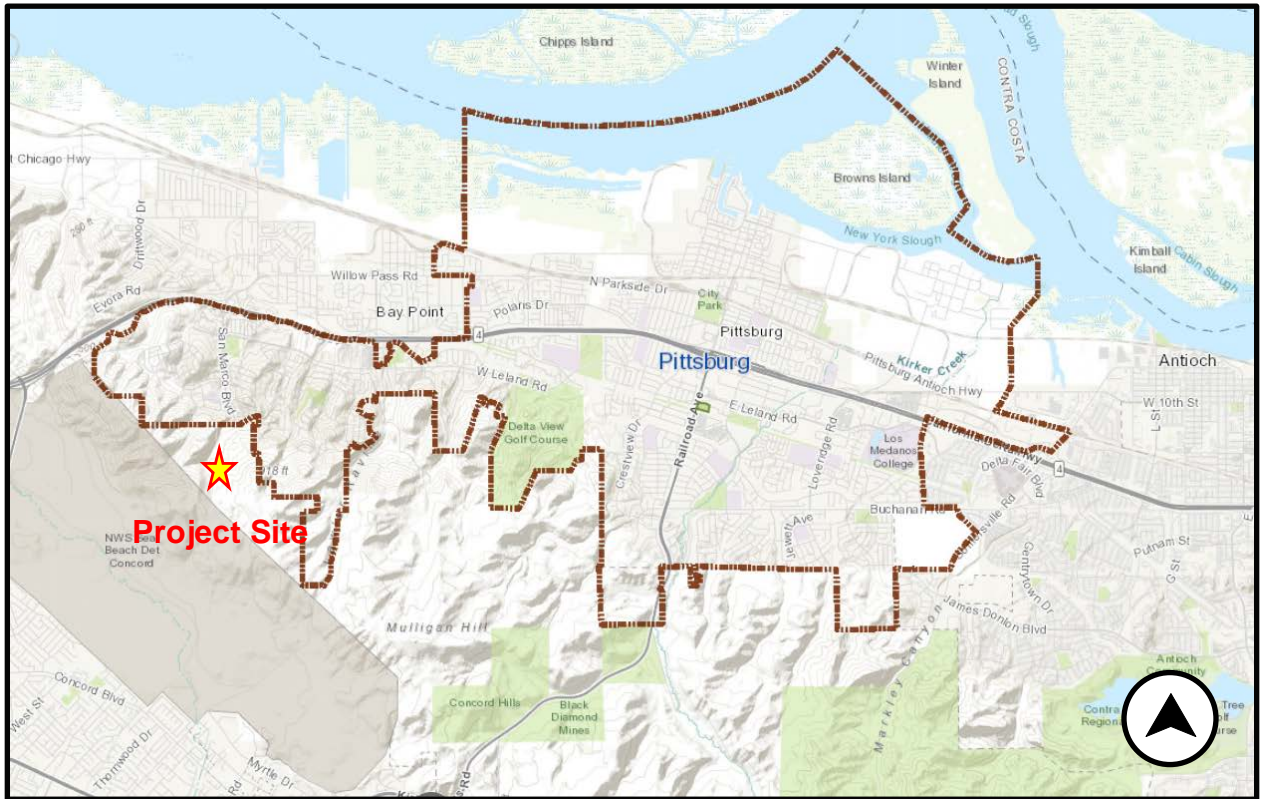 Chipps Island
Winter
Island
CONTRA COSTA
Browns Island
New York Slough
Kimball
Island
Cabin Slough
t Chicago Hwy
Driftwood Dr
Evora Rd
Willow Pass Rd
Bay Point
Polaris Dr
N Parkside Dr
City
Park
4
Pittsburg
Pittsburg
Kirker Creek
Pittsburg Antioch Hwy
Antioch
San Marco Blvd
W Leland Rd
E Leland Rd
Railroad Ave
W 10th St
L St
Delta View
Golf Course
Crestview Dr
Loveridge Rd
Los
Medanos
College
Delta Fair Blvd
4
Buchanan Rd
Jewett Ave
Project Site
Beach Det
Concord
Putnam St
G St
Gentrytown Dr
James Donlon Blvd
Mulligan Hill
Markley Canyon
Concord Hills
Black
Diamond
Mines
Concord Blvd
West St
Thornwood Dr
Myrtle Dr
Rd
Antioch
Tree